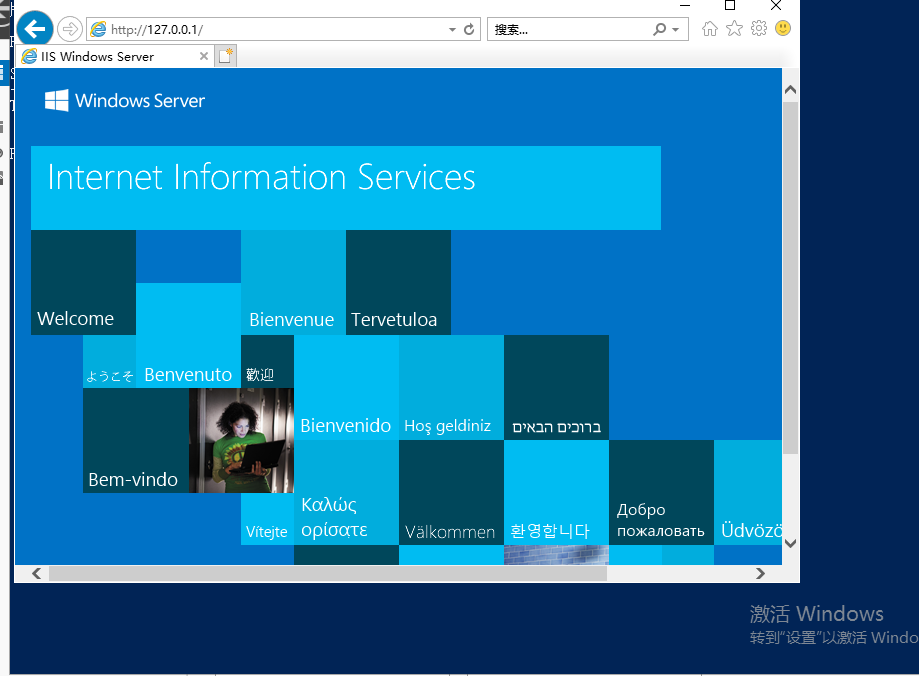 http://127.0.0.1/
搜索...
IIS Windows Server
Windows Server
Internet Information Services
Welcome
Bienvenue
Tervetuloa
ようこそ
Benvenuto
歡迎
Bienvenido
Hoş geldiniz
ברוכים הבאים
Bem-vindo
Vítejte
Καλώς
ορίσατε
Välkommen
환영합니다
Добро
пожаловать
Üdvözö
激活 Windows
转到"设置"以激活 Windo